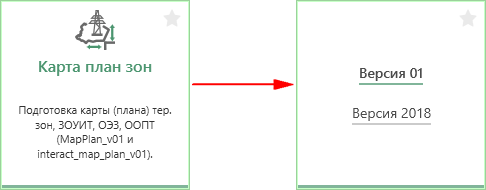 Карта план зон
Подготовка карты (плана) тер.
зон, ЗОУИТ, ОЭЗ, ООПТ
(MapPlan_v01 и
interact_map_plan_v01).
Версия 01
Версия 2018